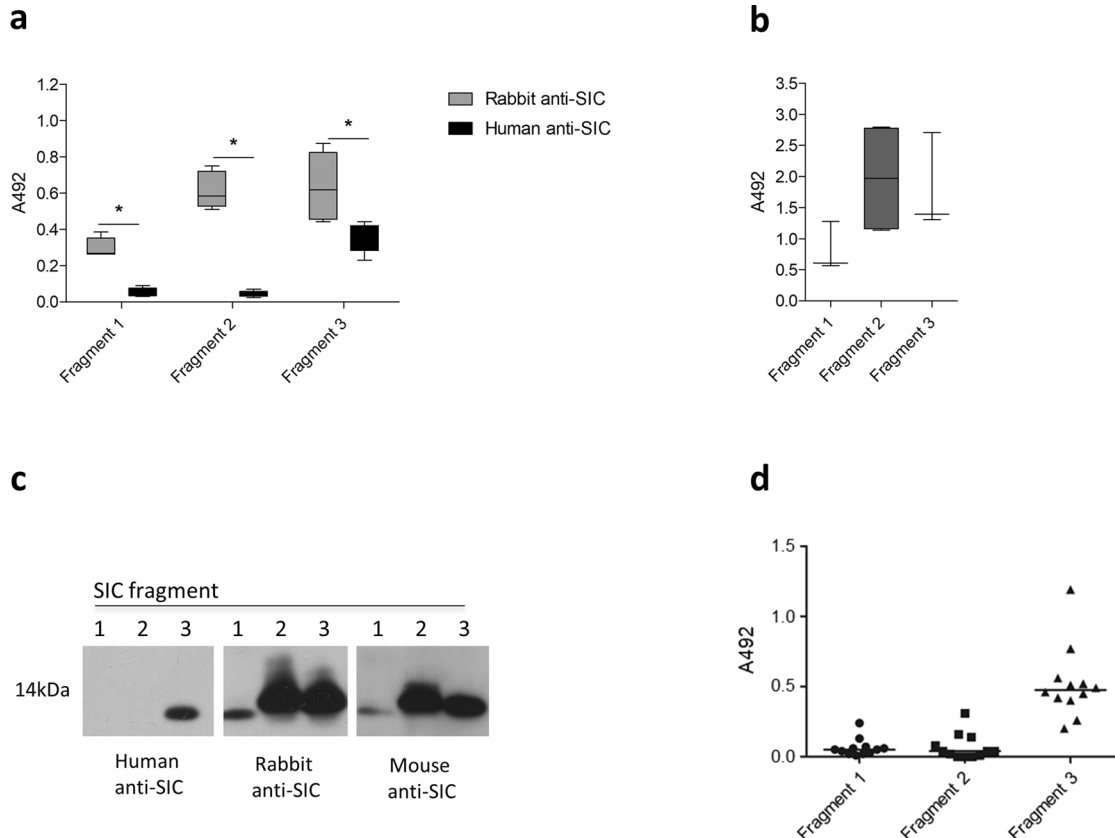 a
1.2
1.0
0.8
0.6
0.4
0.2
0.0
A492
*
*
*
Fragment 1
Fragment 2
Fragment 3
Rabbit anti-SIC
Human anti-SIC
b
3.5
3.0
2.5
2.0
1.5
1.0
0.5
0.0
A492
Fragment 1
Fragment 2
Fragment 3
c
SIC fragment
1 2 3 1 2 3 1 2 3
14kDa
Human
anti-SIC
Rabbit
anti-SIC
Mouse
anti-SIC
d
1.5
1.0
0.5
0.0
A492
Fragment 1
Fragment 2
Fragment 3